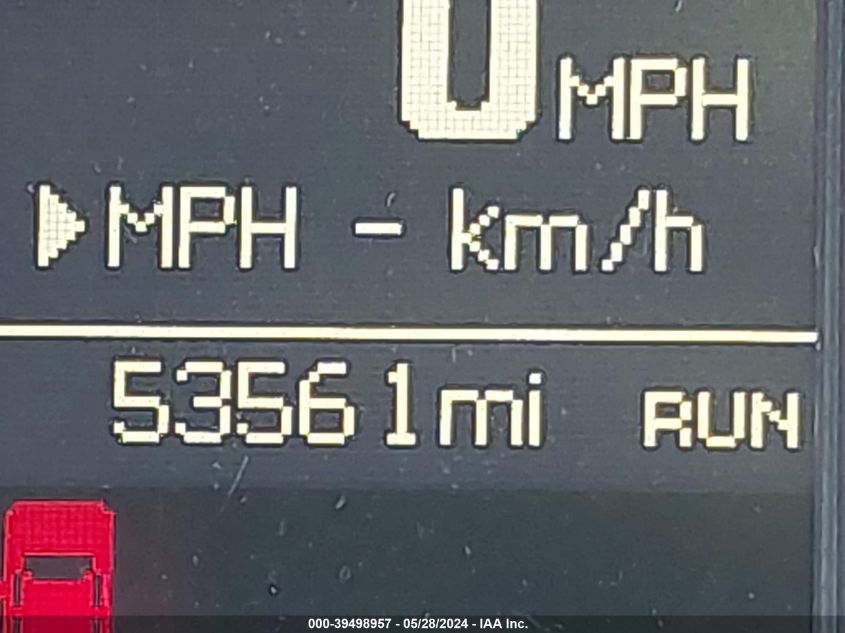 0 MPH
MPH - km/h
53561 mi RUN
000-39498957 - 05/28/2024 - IAA Inc.